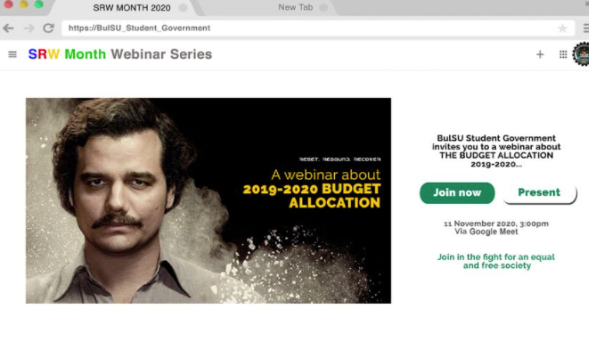 SRW MONTH 2020
New Tab
https://BulSU_Student_Government
SRW Month Webinar Series
RESET. REBOUND. RECOVER
A webinar about
2019-2020 BUDGET
ALLOCATION
BulSU Student Government
invites you to a webinar about
THE BUDGET ALLOCATION
2019-2020...
Join now
Present
11 November 2020, 3:00pm
Via Google Meet
Join in the fight for an equal
and free society